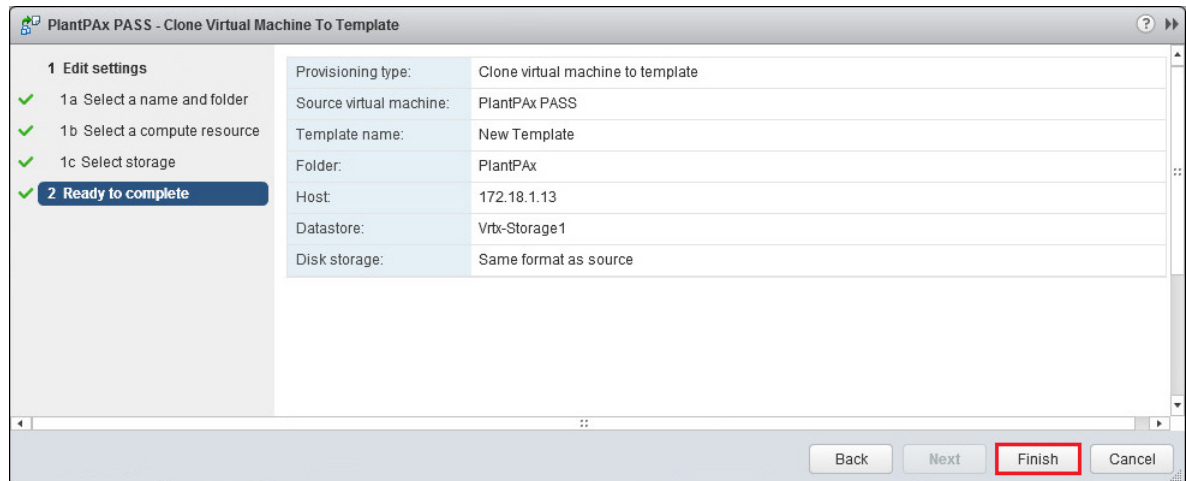 PlantPAx PASS - Clone Virtual Machine To Template
?
1 Edit settings
1a Select a name and folder
1b Select a compute resource
1c Select storage
2 Ready to complete
Provisioning type: Clone virtual machine to template
Source virtual machine: PlantPAx PASS
Template name: New Template
Folder: PlantPAx
Host: 172.18.1.13
Datastore: Vrtx-Storage1
Disk storage: Same format as source
Back Next Finish Cancel